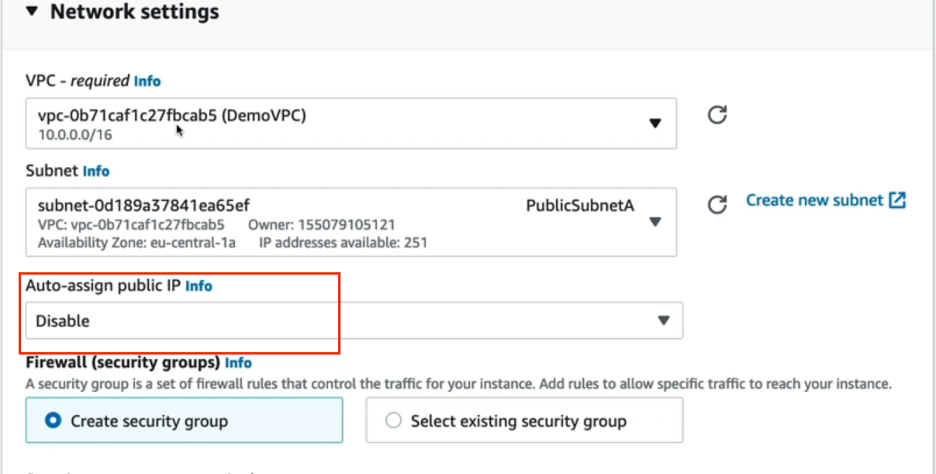 Network settings
VPC - required Info
vpc-0b71caf1c27fbcab5 (DemoVPC)
10.0.0.0/16
Subnet Info
subnet-0d189a37841ea65ef PublicSubnetA
VPC: vpc-0b71caf1c27fbcab5 Owner: 155079105121
Availability Zone: eu-central-1a IP addresses available: 251
Create new subnet
Auto-assign public IP Info
Disable
Firewall (security groups) Info
A security group is a set of firewall rules that control the traffic for your instance. Add rules to allow specific traffic to reach your instance.
Create security group
Select existing security group